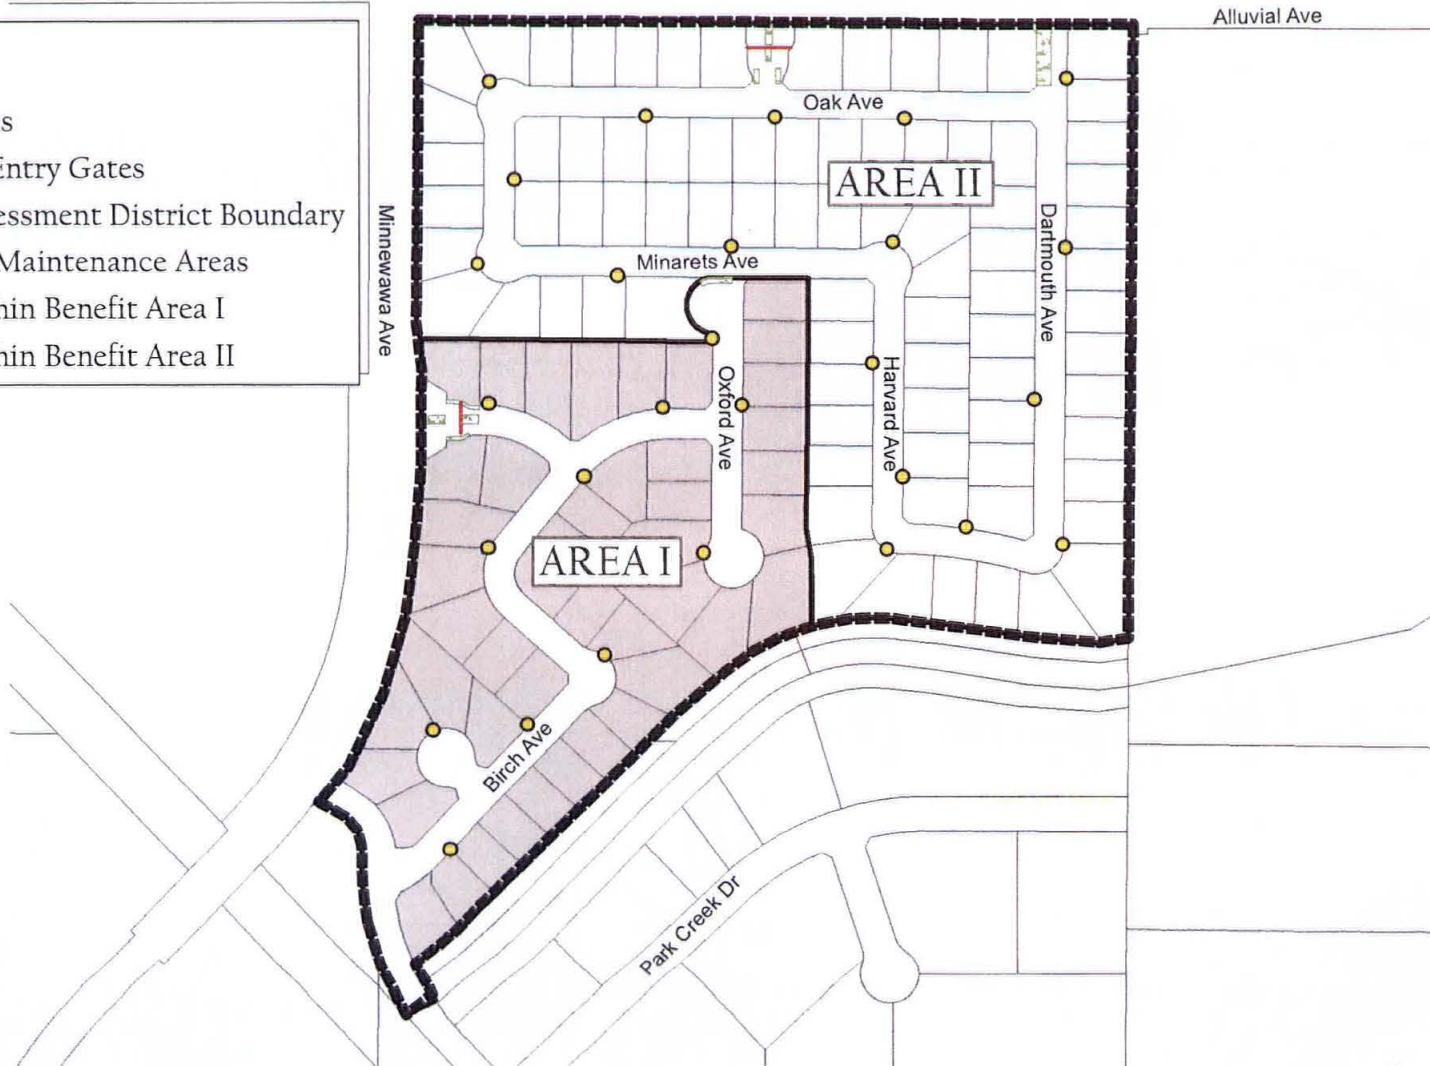 Alluvial Ave
s
Entry Gates
essment District Boundary
Maintenance Areas
hin Benefit Area I
hin Benefit Area II
Minnewawa Ave
Oak Ave
AREA II
Dartmouth Ave
Minarets Ave
Harvard Ave
Oxford Ave
AREA I
Birch Ave
Park Creek Dr